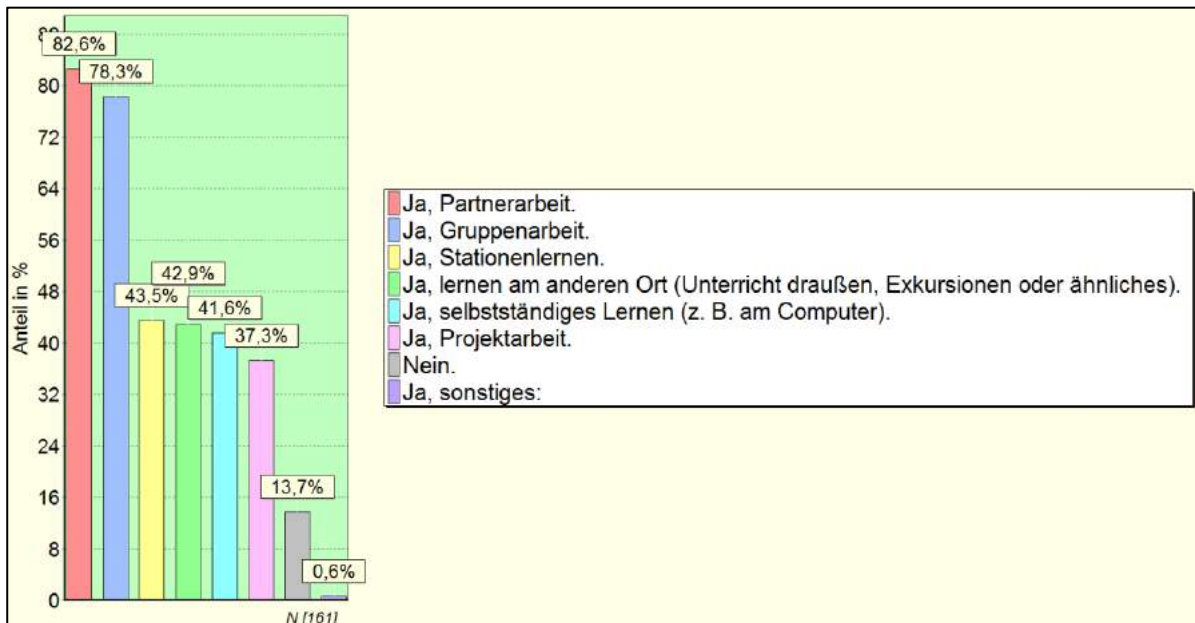 88
82,6%
78,3%
80
72
64
56
48
42,9%
43,5%
41,6%
40
37,3%
32
24
16
13,7%
8
0,6%
0
Anteil in %
N [161]
Ja, Partnerarbeit.
Ja, Gruppenarbeit.
Ja, Stationenlernen.
Ja, lernen am anderen Ort (Unterricht draußen, Exkursionen oder ähnliches).
Ja, selbstständiges Lernen (z. B. am Computer).
Ja, Projektarbeit.
Nein.
Ja, sonstiges: